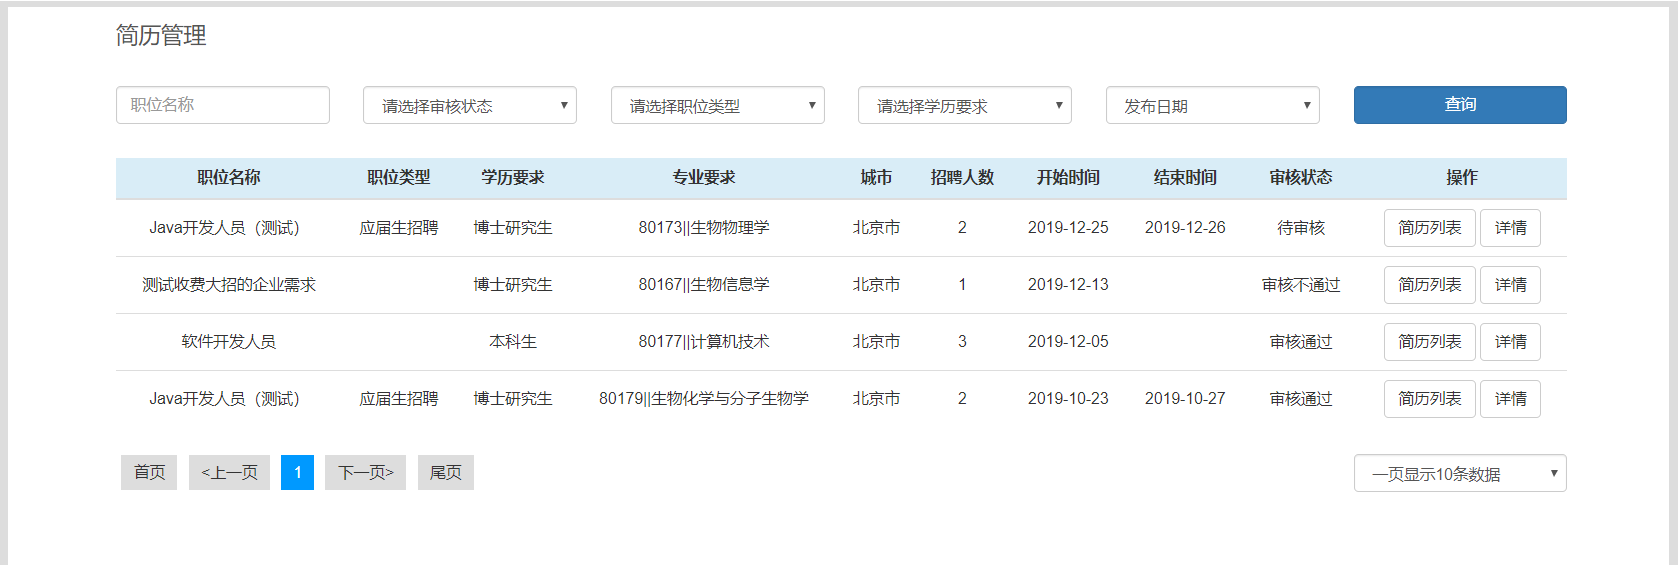 简历管理
职位名称 请选择审核状态 请选择职位类型 请选择学历要求 发布日期 查询
职位名称 职位类型 学历要求 专业要求 城市 招聘人数 开始时间 结束时间 审核状态 操作
Java开发人员（测试） 应届生招聘 博士研究生 80173||生物物理学 北京市 2 2019-12-25 2019-12-26 待审核 简历列表 详情
测试收费大招的企业需求 博士研究生 80167||生物信息学 北京市 1 2019-12-13 审核不通过 简历列表 详情
软件开发人员 本科生 80177||计算机技术 北京市 3 2019-12-05 审核通过 简历列表 详情
Java开发人员（测试） 应届生招聘 博士研究生 80179||生物化学与分子生物学 北京市 2 2019-10-23 2019-10-27 审核通过 简历列表 详情
首页 <上一页 1 下一页> 尾页 一页显示10条数据